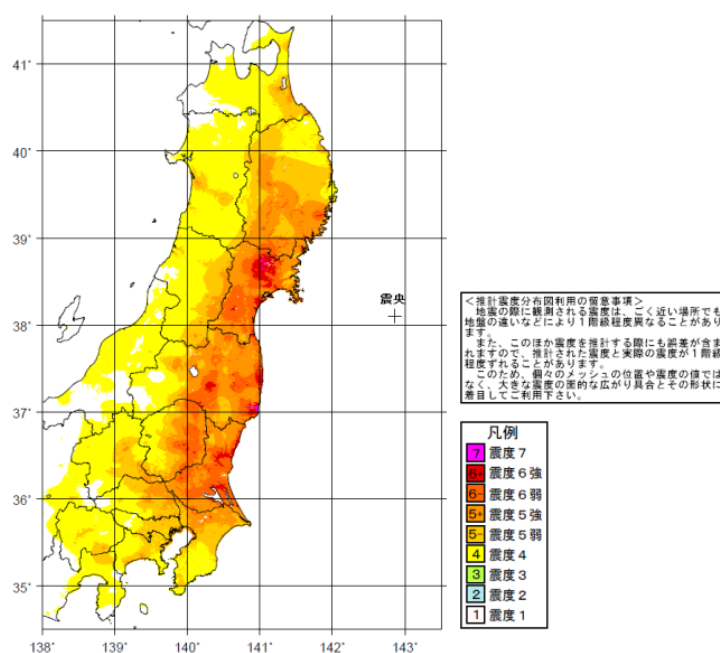 41°
40°
39°
38°
37°
36°
35°
138°
139°
140°
141°
142°
143°
震央
＜推計震度分布図利用の留意事項＞
地震の際に観測される震度は、ごく近い場所でも
地盤の違いなどにより１階級程度異なることがあり
ます。
また、このほか震度を推計する際にも誤差が含ま
れますので、推計された震度と実際の震度が１階級
程度ずれることがあります。
このため、個々のメッシュの位置や震度の値では
なく、大きな震度の面的な広がり具合とその形状に
着目してご利用下さい。
凡例
7 震度７
6+ 震度６強
6- 震度６弱
5+ 震度５強
5- 震度５弱
4 震度４
3 震度３
2 震度２
1 震度１